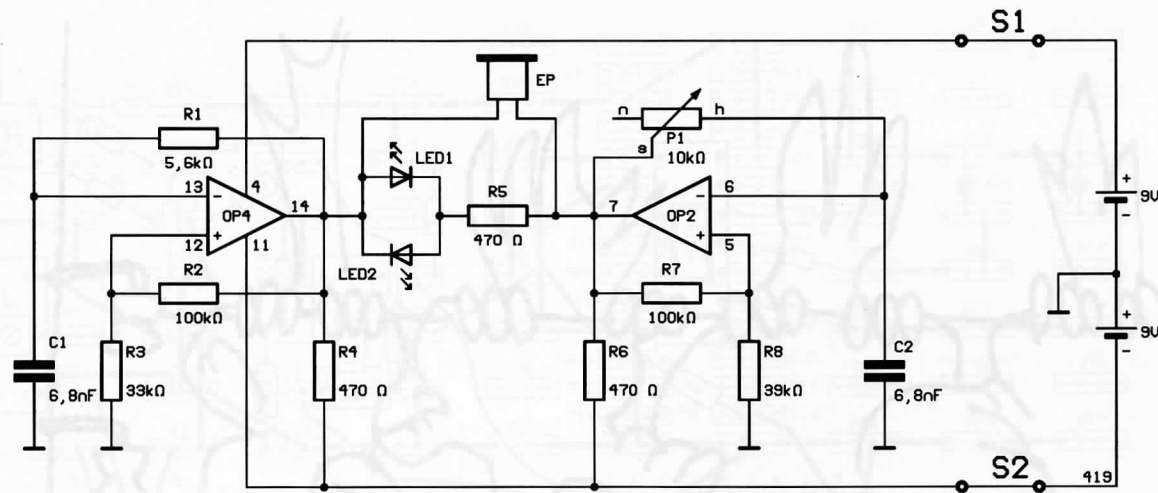 S1
EP
R1
5,6kΩ
n
h
P1
s
10kΩ
LED1
13
-
4
OP4
14
+
12
11
R5
470 Ω
7
OP2
-
6
+
5
+
9V
-
R2
100kΩ
LED2
R7
100kΩ
+
9V
-
C1
6,8nF
R3
33kΩ
R4
470 Ω
R6
470 Ω
R8
39kΩ
C2
6,8nF
S2
419